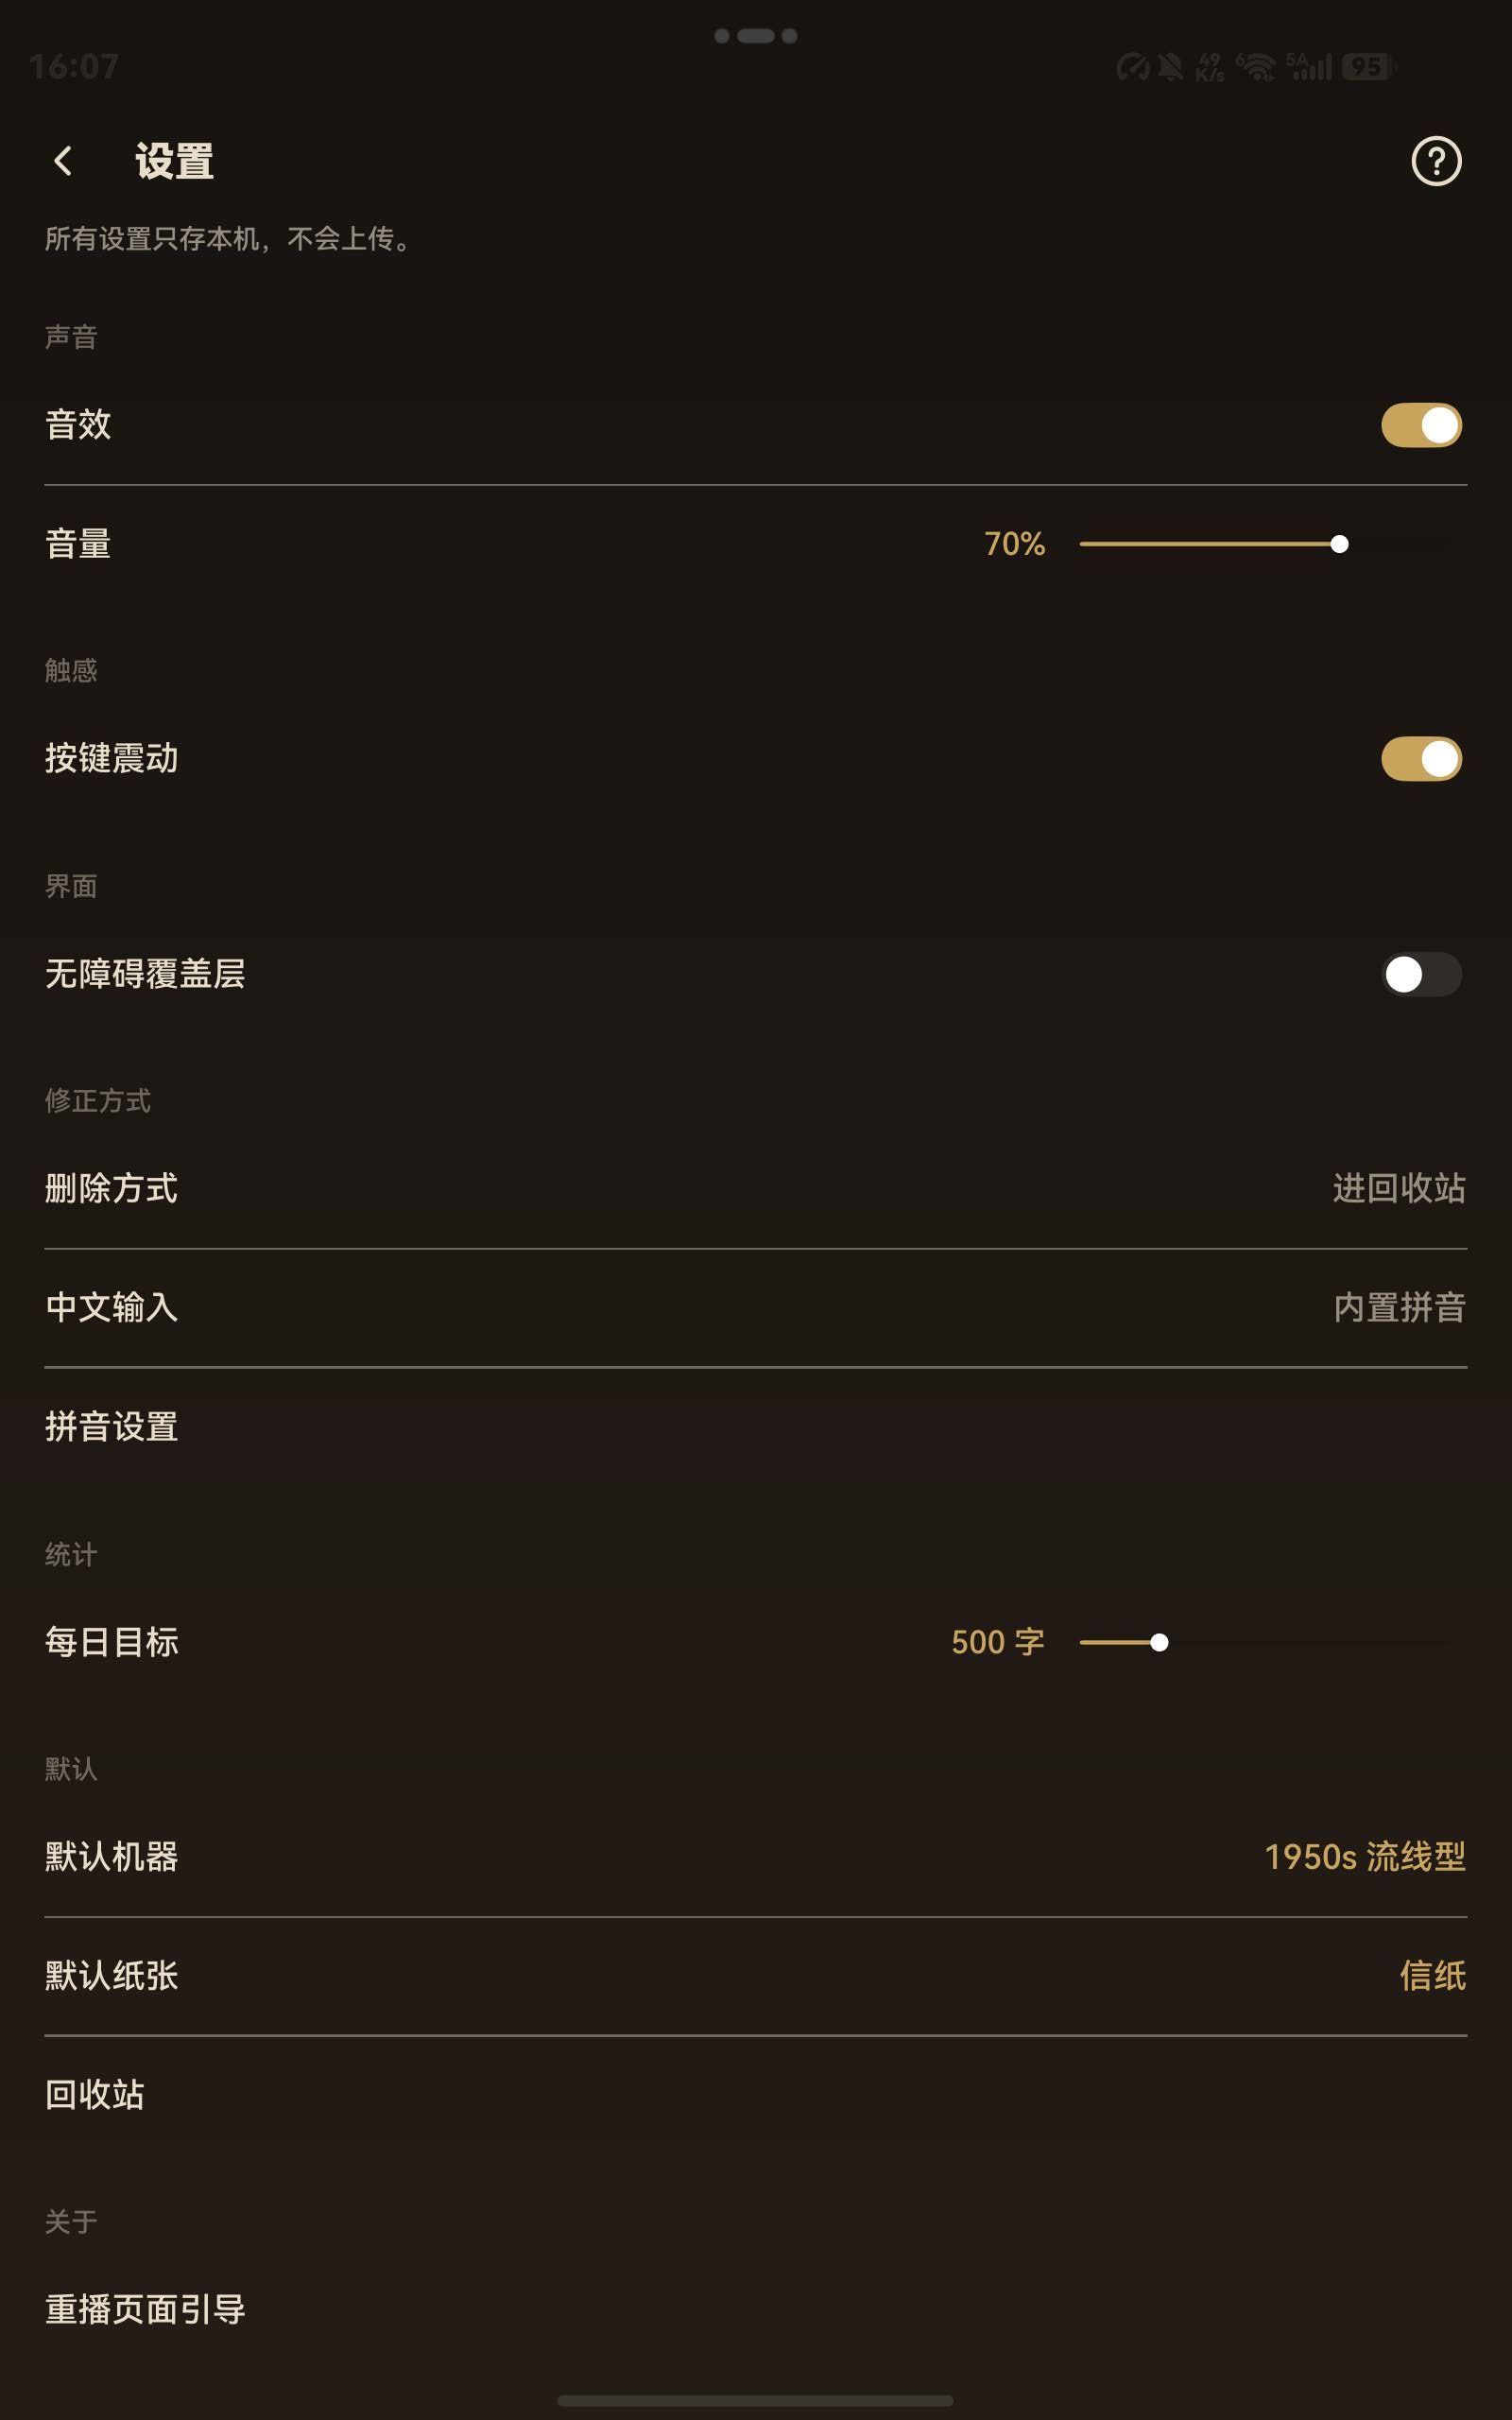 16:07
49 K/s
6
5A
95
设置
所有设置只存本机，不会上传。
声音
音效
音量 70%
触感
按键震动
界面
无障碍覆盖层
修正方式
删除方式 进回收站
中文输入 内置拼音
拼音设置
统计
每日目标 500 字
默认
默认机器 1950s 流线型
默认纸张 信纸
回收站
关于
重播页面引导